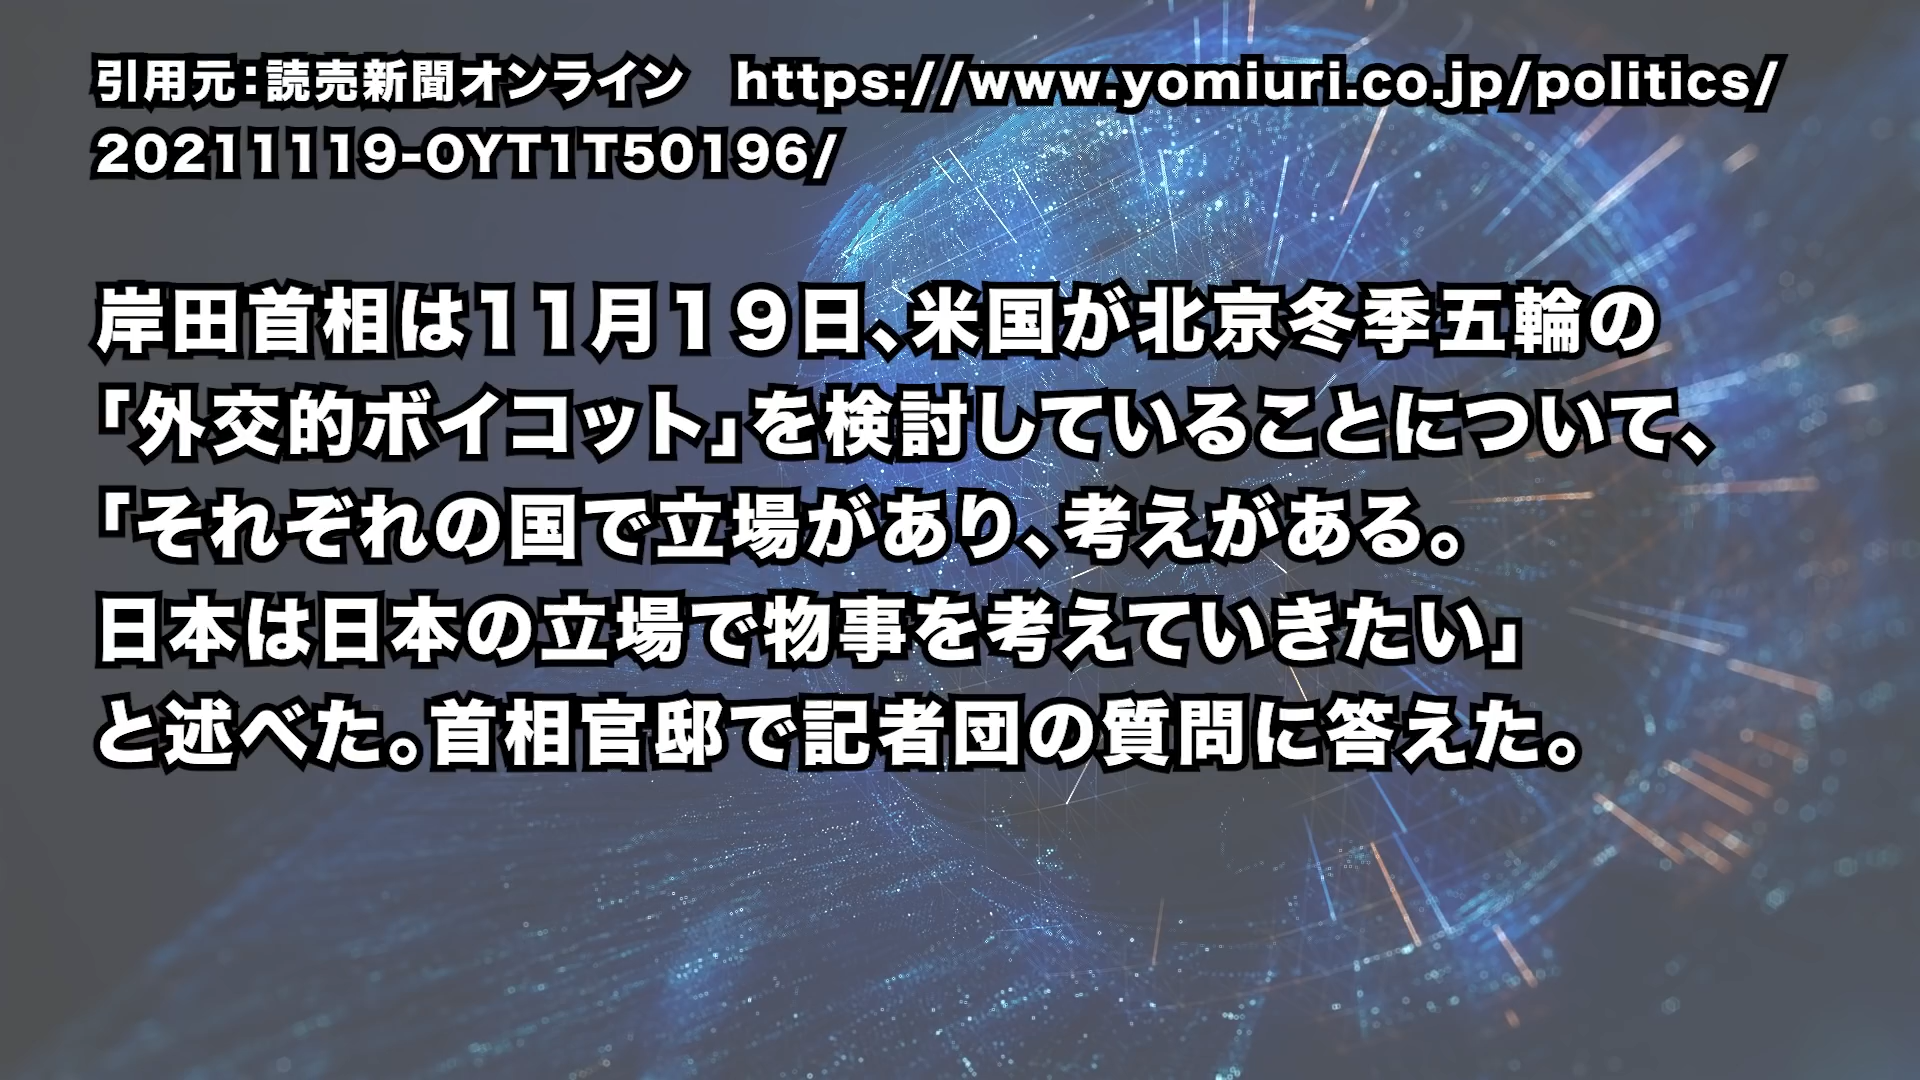 引用元：読売新聞オンライン　https://www.yomiuri.co.jp/politics/
20211119-OYT1T50196/
岸田首相は11月１９日、米国が北京冬季五輪の
「外交的ボイコット」を検討していることについて、
「それぞれの国で立場があり、考えがある。
日本は日本の立場で物事を考えていきたい」
と述べた。首相官邸で記者団の質問に答えた。